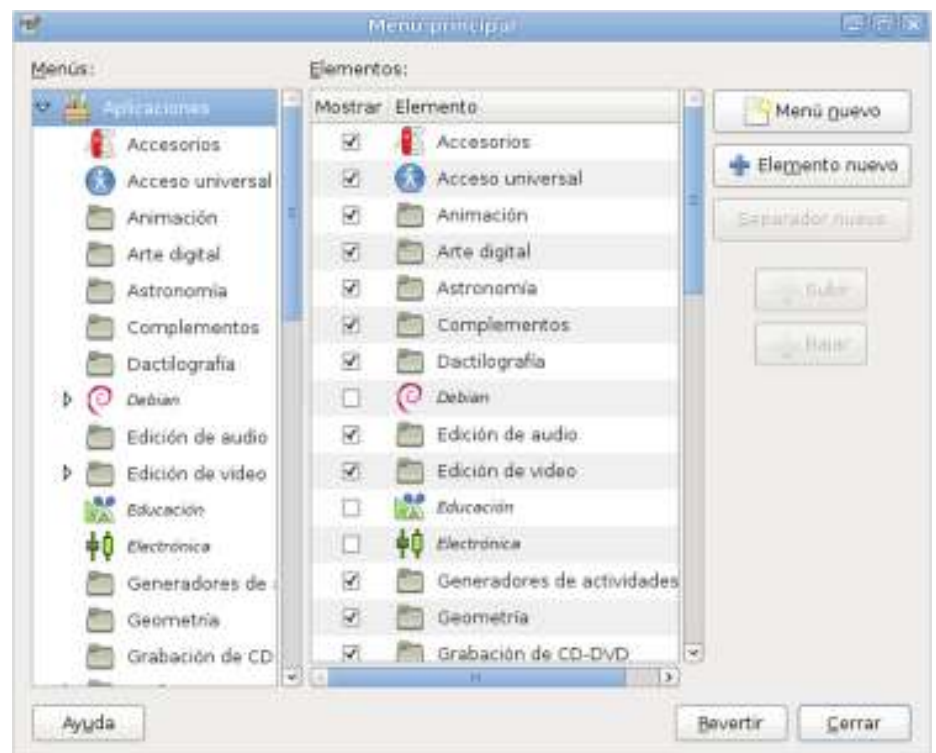 Menú principal
Menús:
Aplicaciones
Accesorios
Acceso universal
Animación
Arte digital
Astronomía
Complementos
Dactilografía
Debian
Edición de audio
Edición de video
Educación
Electrónica
Generadores de
Geometría
Grabación de CD
Elementos:
Mostrar Elemento
Accesorios
Acceso universal
Animación
Arte digital
Astronomía
Complementos
Dactilografía
Debian
Edición de audio
Edición de video
Educación
Electrónica
Generadores de actividades
Geometría
Grabación de CD-DVD
Menú nuevo
Elemento nuevo
Separador nuevo
Subir
Bajar
Ayuda
Revertir
Cerrar